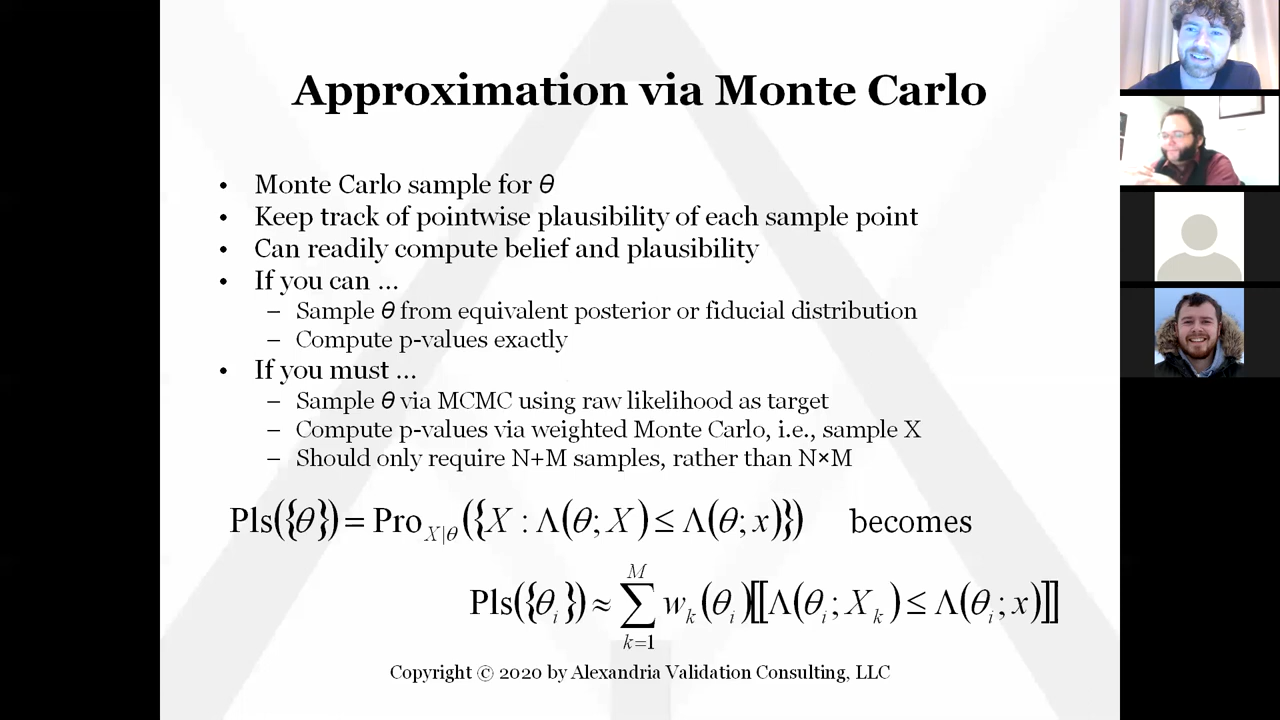 Approximation via Monte Carlo
• Monte Carlo sample for θ
• Keep track of pointwise plausibility of each sample point
• Can readily compute belief and plausibility
• If you can ...
– Sample θ from equivalent posterior or fiducial distribution
– Compute p-values exactly
• If you must ...
– Sample θ via MCMC using raw likelihood as target
– Compute p-values via weighted Monte Carlo, i.e., sample X
– Should only require N+M samples, rather than N×M
Pls({θ}) = Pro_{X|θ}({X : Λ(θ; X) ≤ Λ(θ; x)}) becomes
Pls({θ_i}) ≈ ∑_{k=1}^{M} w_k(θ_i)[[Λ(θ_i; X_k) ≤ Λ(θ_i; x)]]
Copyright © 2020 by Alexandria Validation Consulting, LLC